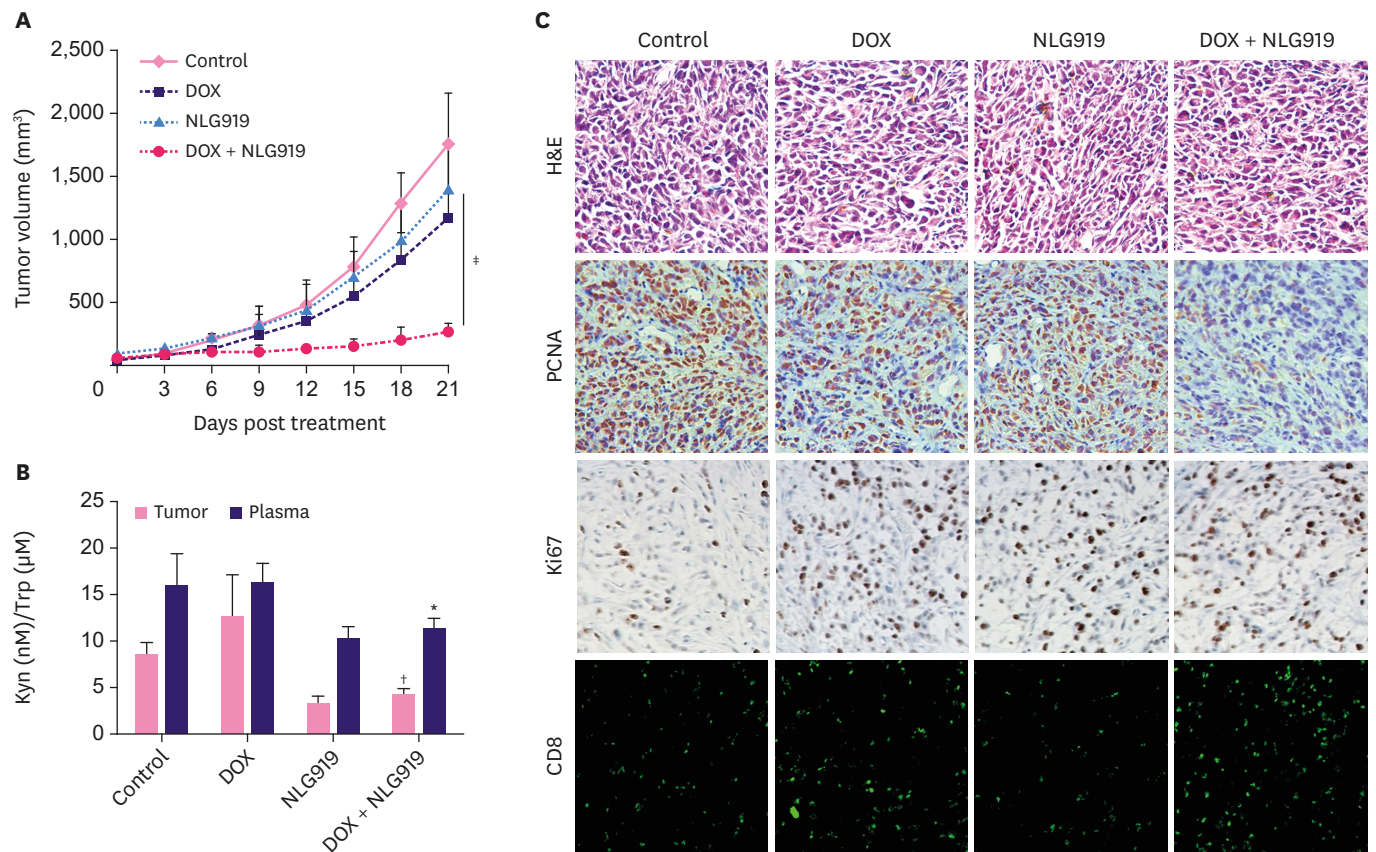 A
2,500
2,000
1,500
1,000
500
0
3
6
9
12
15
18
21
Tumor volume (mm³)
Days post treatment
Control
DOX
NLG919
DOX + NLG919
‡
B
25
20
15
10
5
0
Kyn (nM)/Trp (µM)
Tumor
Plasma
†
*
Control
DOX
NLG919
DOX + NLG919
C
Control
DOX
NLG919
DOX + NLG919
H&E
PCNA
Ki67
CD8